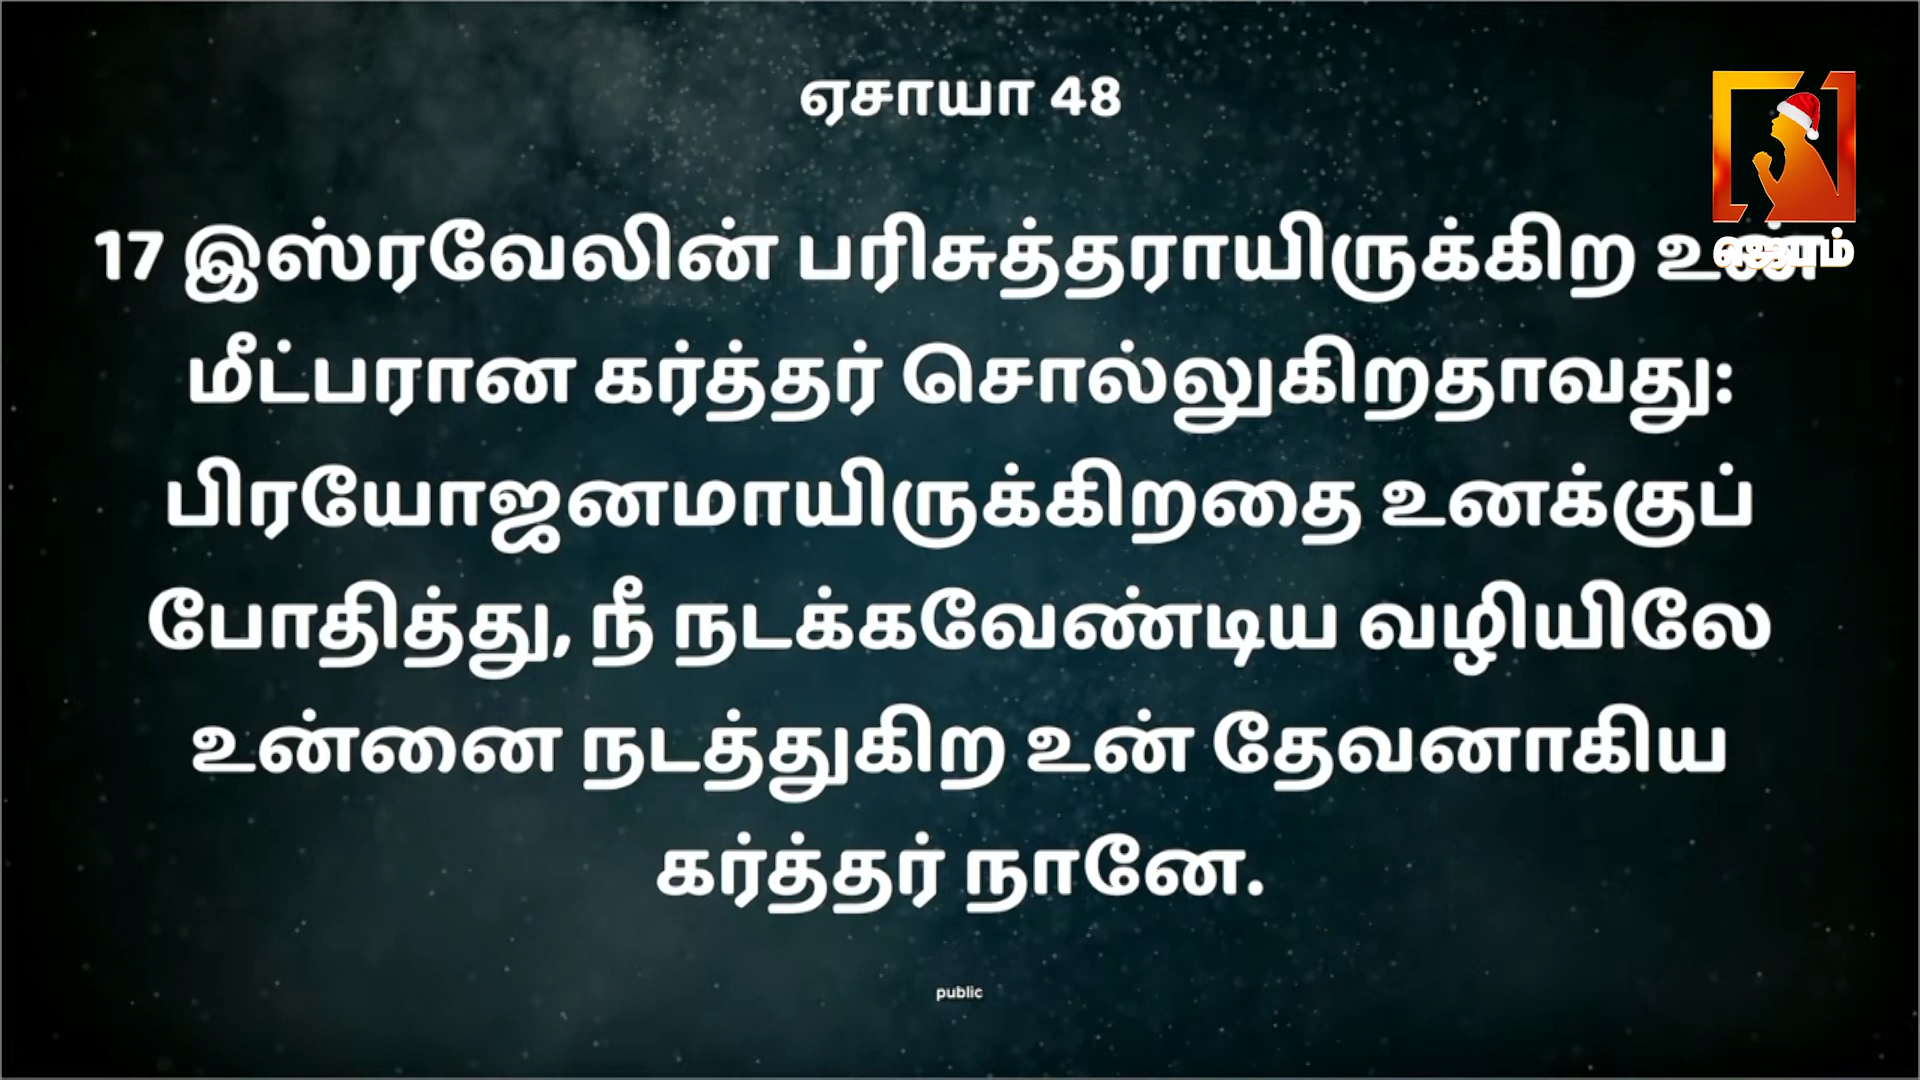 ஏசாயா 48
17 இஸ்ரவேலின் பரிசுத்தராயிருக்கிற உன்
ஜெபம்
மீட்பரான கர்த்தர் சொல்லுகிறதாவது:
பிரயோஜனமாயிருக்கிறதை உனக்குப்
போதித்து, நீ நடக்கவேண்டிய வழியிலே
உன்னை நடத்துகிற உன் தேவனாகிய
கர்த்தர் நானே.
public